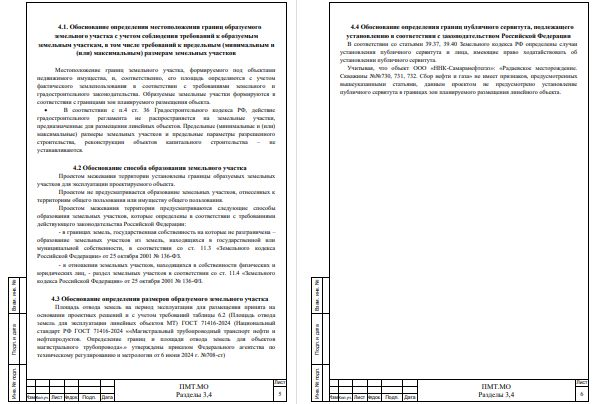 4.1. Обоснование определения местоположения границ образуемого
земельного участка с учетом соблюдения требований к образуемым
земельным участкам, в том числе требований к предельным (минимальным и
(или) максимальным) размерам земельных участков
Местоположение границ земельного участка, формируемого под объектами
недвижимого имущества, и, соответственно, его площадь определяются с учетом
фактического землепользования в соответствии с требованиями земельного и
градостроительного законодательства. Образуемые земельные участки формируются в
соответствии с границами зон планируемого размещения объекта.
• В соответствии с п.4 ст. 36 Градостроительного кодекса РФ, действие
градостроительного регламента не распространяется на земельные участки,
предназначенные для размещения линейных объектов. Предельные (минимальные и (или)
максимальные) размеры земельных участков и предельные параметры разрешенного
строительства, реконструкции объектов капитального строительства – не
устанавливаются.
4.2 Обоснование способа образования земельного участка
Проектом межевания территории установлены границы образуемых земельных
участков для эксплуатации проектируемого объекта.
Проектом не предусматривается образование земельных участков, отнесенных к
территориям общего пользования или имуществу общего пользования.
Проектом межевания территории предусматриваются следующие способы
образования земельных участков, которые определены в соответствии с требованиями
действующего законодательства Российской Федерации:
- в границах земель, государственная собственность на которые не разграничена –
образование земельных участков из земель, находящихся в государственной или
муниципальной собственности, в соответствии со ст. 11.3 «Земельного кодекса
Российской Федерации» от 25 октября 2001 № 136-ФЗ.
- в отношении земельных участков, находящихся в собственности физических и
юридических лиц, - раздел земельных участков в соответствии со ст. 11.4 «Земельного
кодекса Российской Федерации» от 25 октября 2001 № 136-ФЗ.
4.3 Обоснование определения размеров образуемого земельного участка
Площадь отвода земель на период эксплуатации для размещения принята на
основании проектных решений и с учетом требований таблицы 6.2 (Площади отвода
земель для эксплуатации линейных объектов МТ) ГОСТ 71416-2024 (Национальный
стандарт РФ ГОСТ 71416-2024 ««Магистральный трубопроводный транспорт нефти и
нефтепродуктов. Определение границ и площади отвода земель для объектов
магистрального трубопровода.» утверждены приказом Федерального агентства по
техническому регулированию и метрологии от 6 июня 2024 г. №708-ст)
Взам. инв. №
Подп. и дата
Инв. № подл.
Изм Кол.уч. Лист №док. Подп. Дата
ПМТ.МО
Разделы 3,4
Лист
5
4.4 Обоснование определения границ публичного сервитута, подлежащего
установлению в соответствии с законодательством Российской Федерации
В соответствии со статьями 39.37, 39.40 Земельного кодекса РФ определены случаи
установления публичного сервитута и лица, имеющие право ходатайствовать об
установлении публичного сервитута.
Учитывая, что объект ООО «ННК-Самаранефтегаз»: «Радаевское месторождение.
Скважины №№730, 731, 732. Сбор нефти и газа» не имеет признаков, предусмотренных
вышеуказанными статьями, данным проектом не предусмотрено установление
публичного сервитута в границах зон планируемого размещения линейного объекта.
Взам. инв. №
Подп. и дата
Инв. № подл.
Изм Кол.уч. Лист №док. Подп. Дата
ПМТ.МО
Разделы 3,4
Лист
6